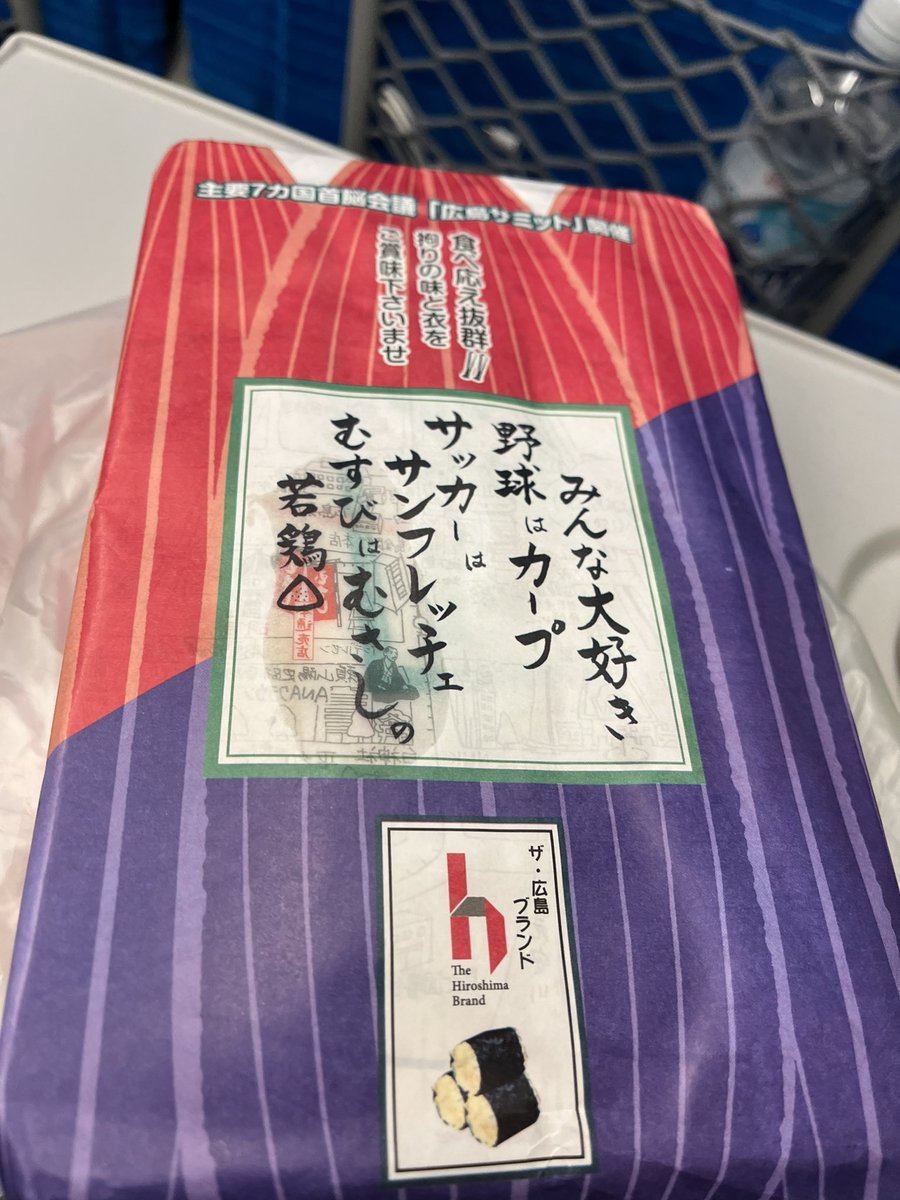 主要7カ国首脳会議「広島サミット」開催
食べ応え抜群!!
拘りの味と衣を
ご賞味下さいませ
みんな大好き
野球はカープ
サッカーは
サンフレッチェ
むすびはむさしの
若鶏△
ザ・広島
ブランド
The
Hiroshima
Brand